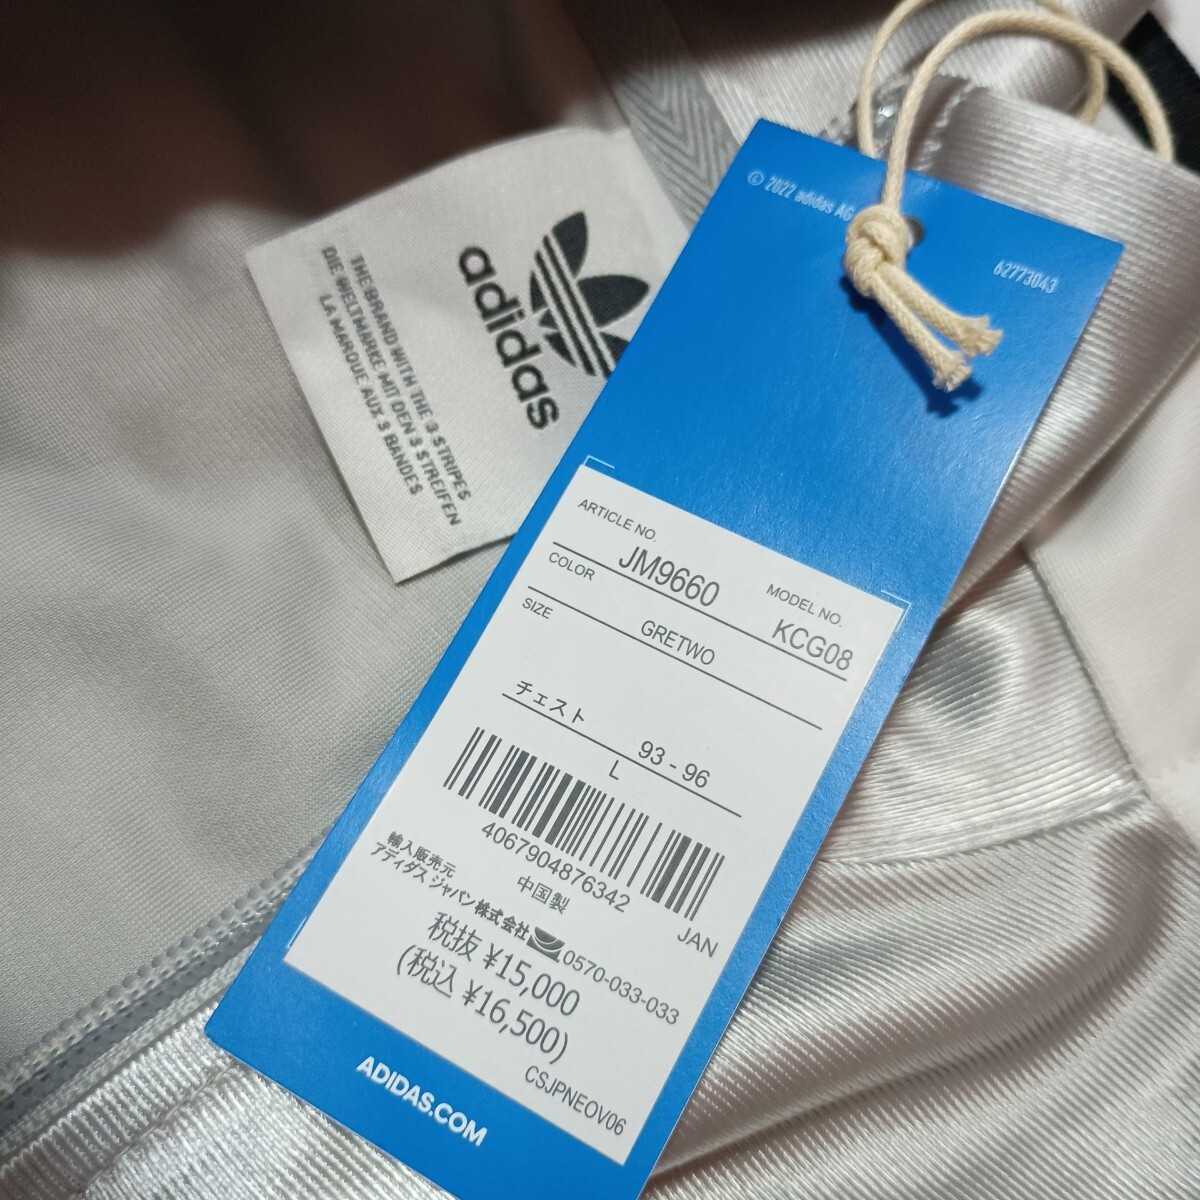 adidas
THE BRAND WITH THE 3 STRIPES
DIE WELTMARKE MIT DEN 3 STREIFEN
LA MARQUE AUX 3 BANDES
© 2022 adidas AG
62773043
ARTICLE NO.
JM9660
MODEL NO.
KCG08
COLOR
GRETWO
SIZE
チェスト 93 - 96
L
4067904876342
JAN
中国製
輸入販売元
アディダス ジャパン株式会社 0570-033-033
税抜 ¥15,000
(税込 ¥16,500)
CSJPNEOV06
ADIDAS.COM